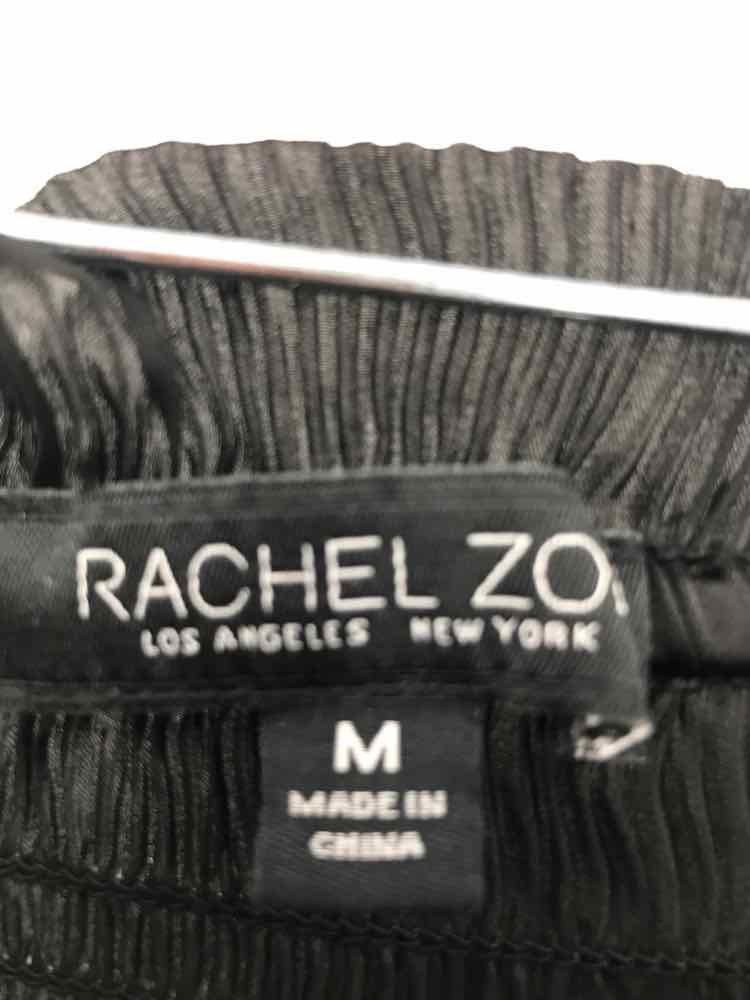 RACHEL ZO
LOS ANGELES NEW YORK
M
MADE IN
CHINA